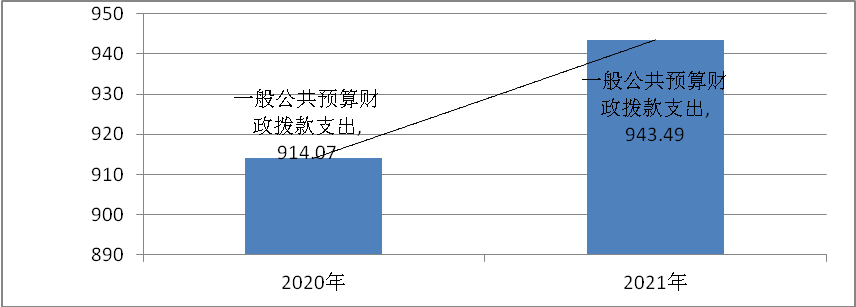 950
940
930
920
910
900
890
一般公共预算财
政拨款支出,
914.07
一般公共预算财
政拨款支出,
943.49
2020年
2021年